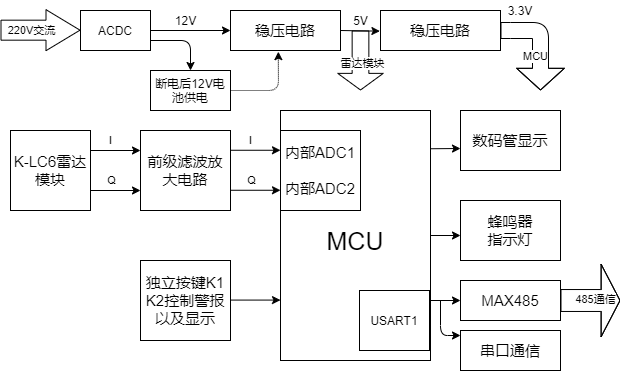 220V交流
ACDC
12V
稳压电路
5V
稳压电路
3.3V
雷达模块
MCU
断电后12V电
池供电
K-LC6雷达
模块
I
Q
前级滤波放
大电路
I
Q
内部ADC1
内部ADC2
MCU
数码管显示
蜂鸣器
指示灯
独立按键K1
K2控制警报
以及显示
USART1
MAX485
485通信
串口通信